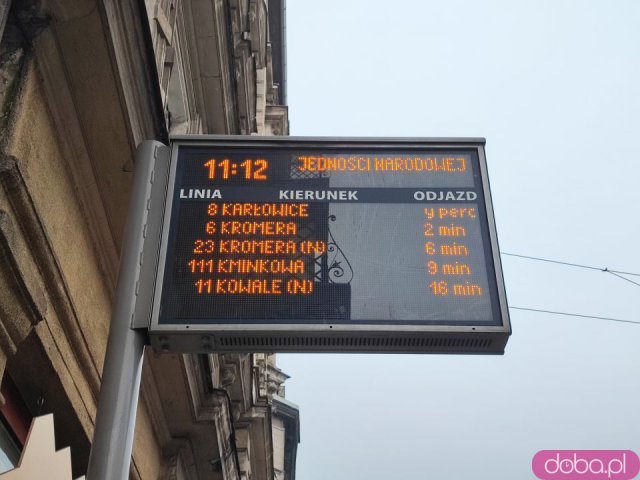 11:12 JEDNOŚCI NARODOWEJ
LINIA KIERUNEK ODJAZD
8 KARŁOWICE y perc
6 KROMERA 2 min
23 KROMERA (N) 6 min
111 KMINKOWA 9 min
11 KOWALE (N) 16 min
doba.pl